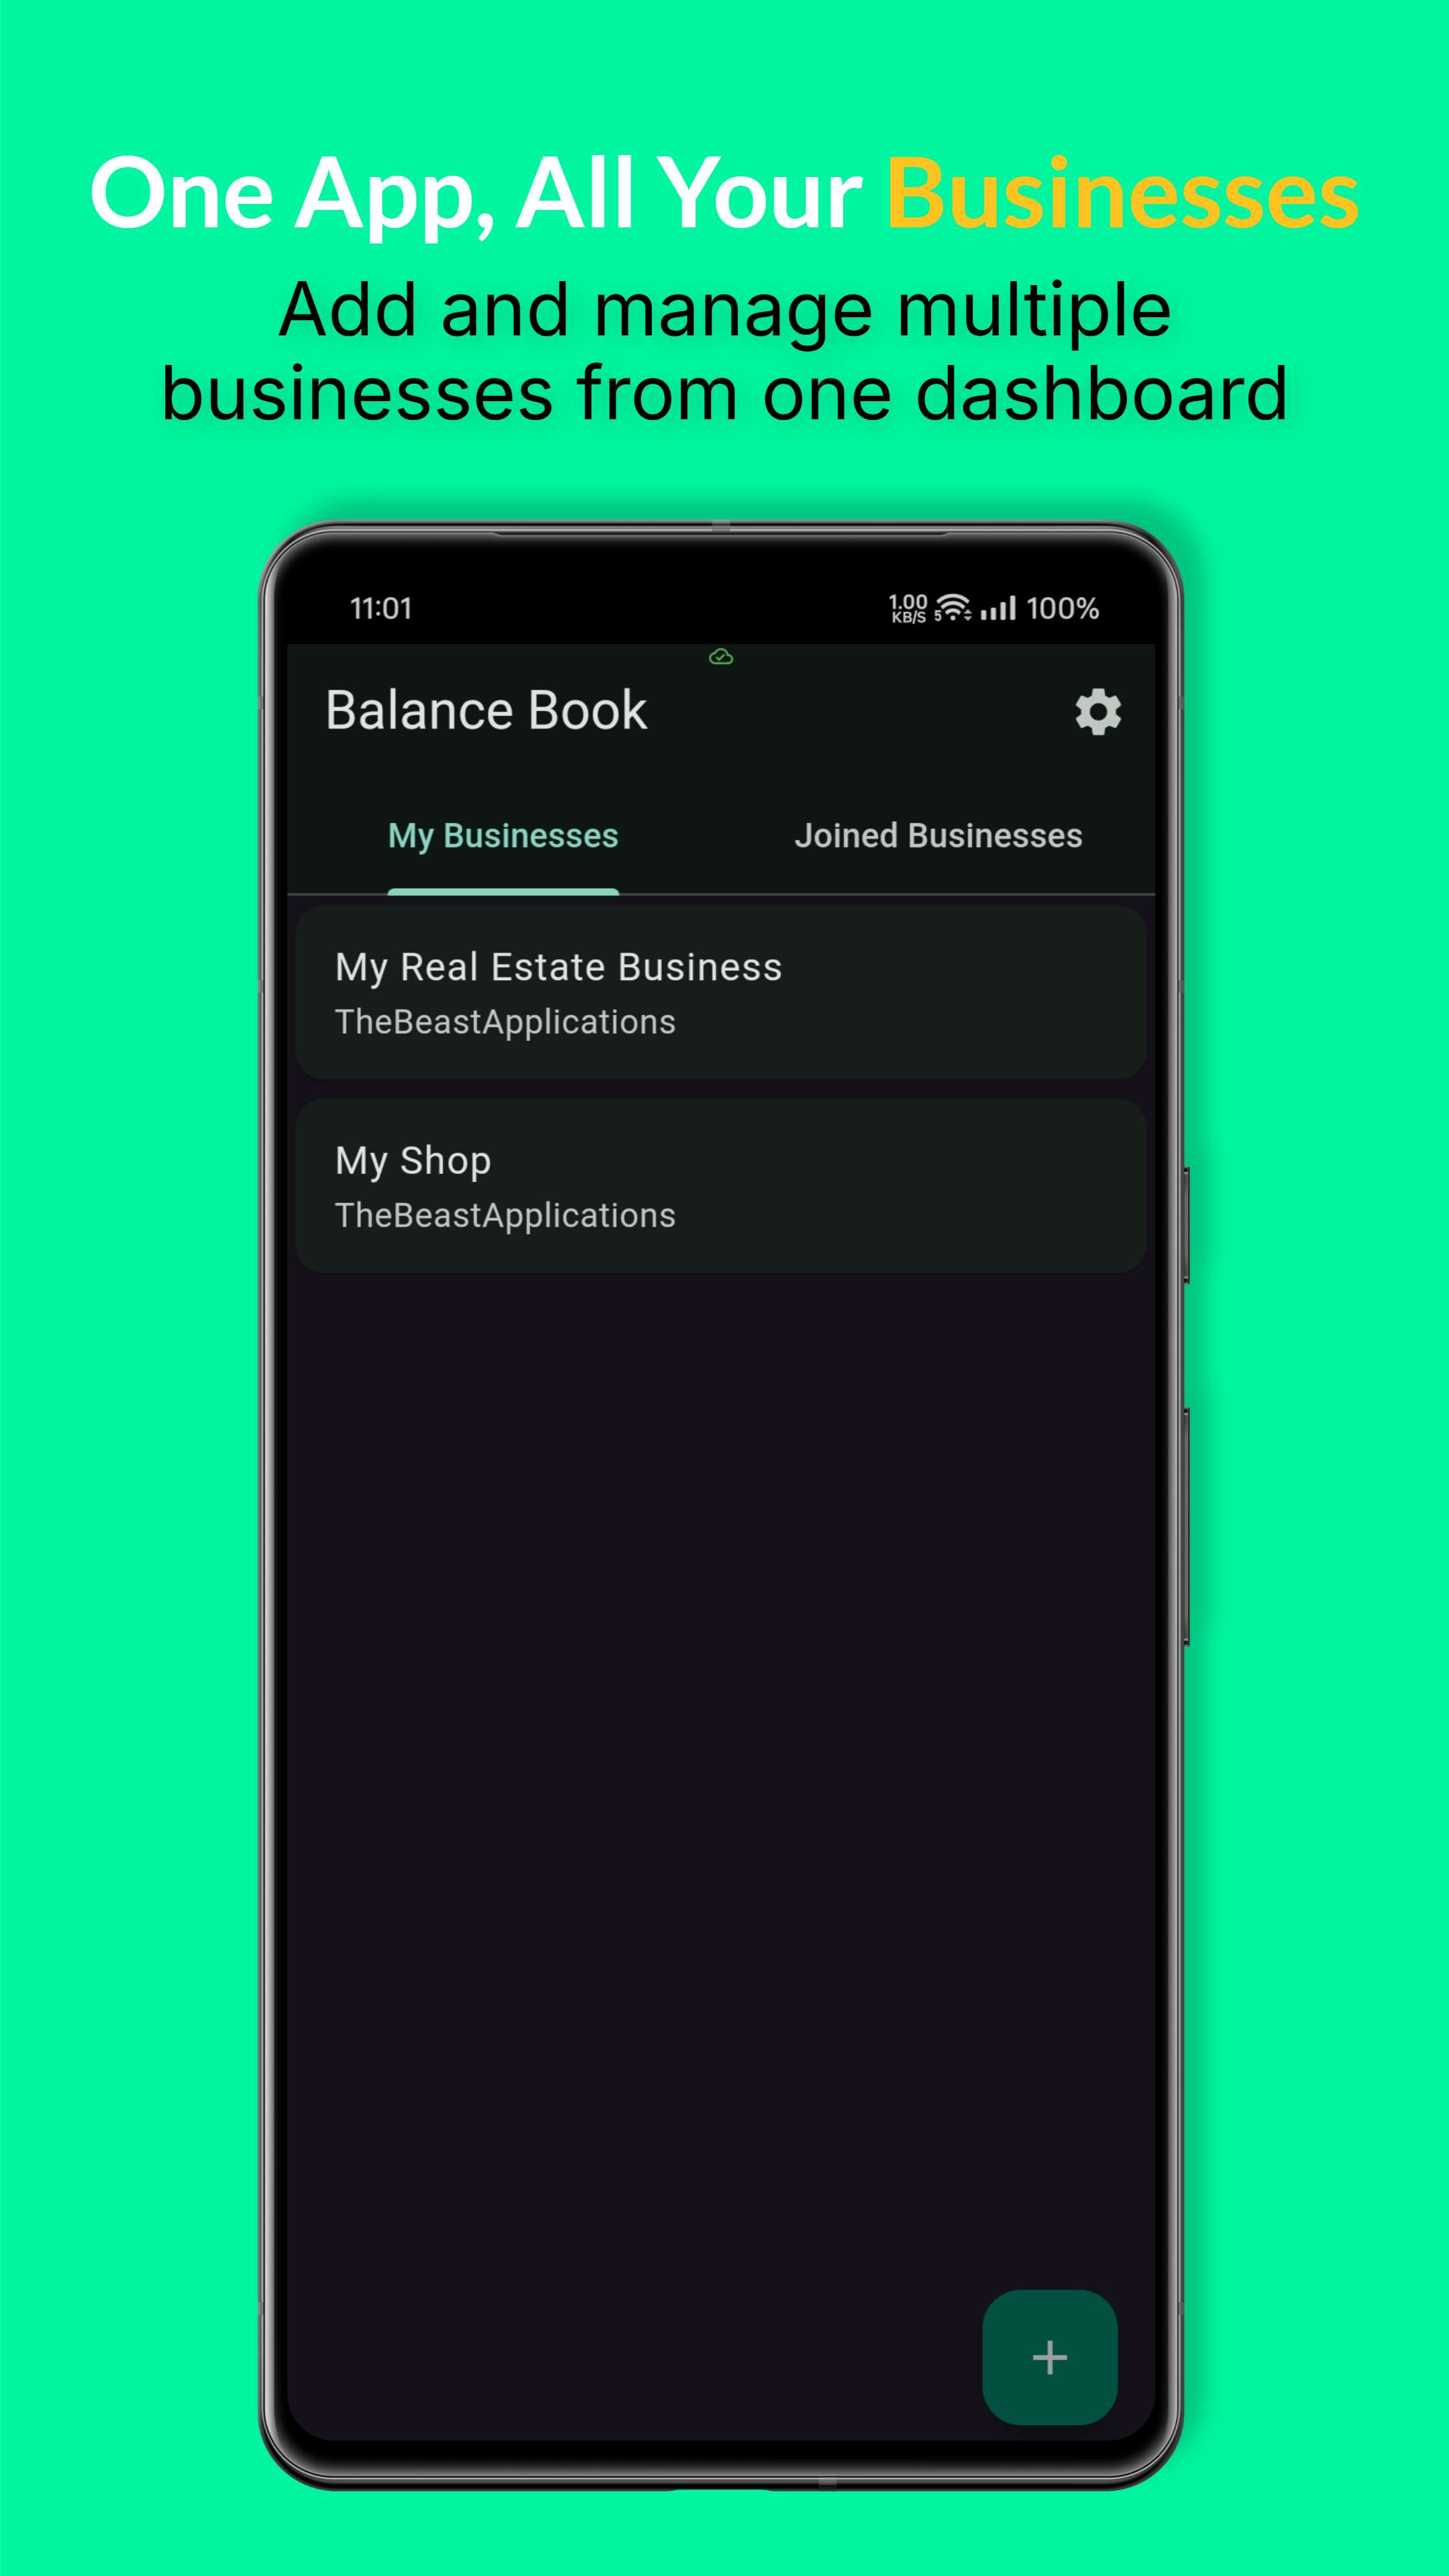 One App, All Your Businesses
Add and manage multiple
businesses from one dashboard
11:01
1.00
KB/S 5 100%
Balance Book
My Businesses Joined Businesses
My Real Estate Business
TheBeastApplications
My Shop
TheBeastApplications
+